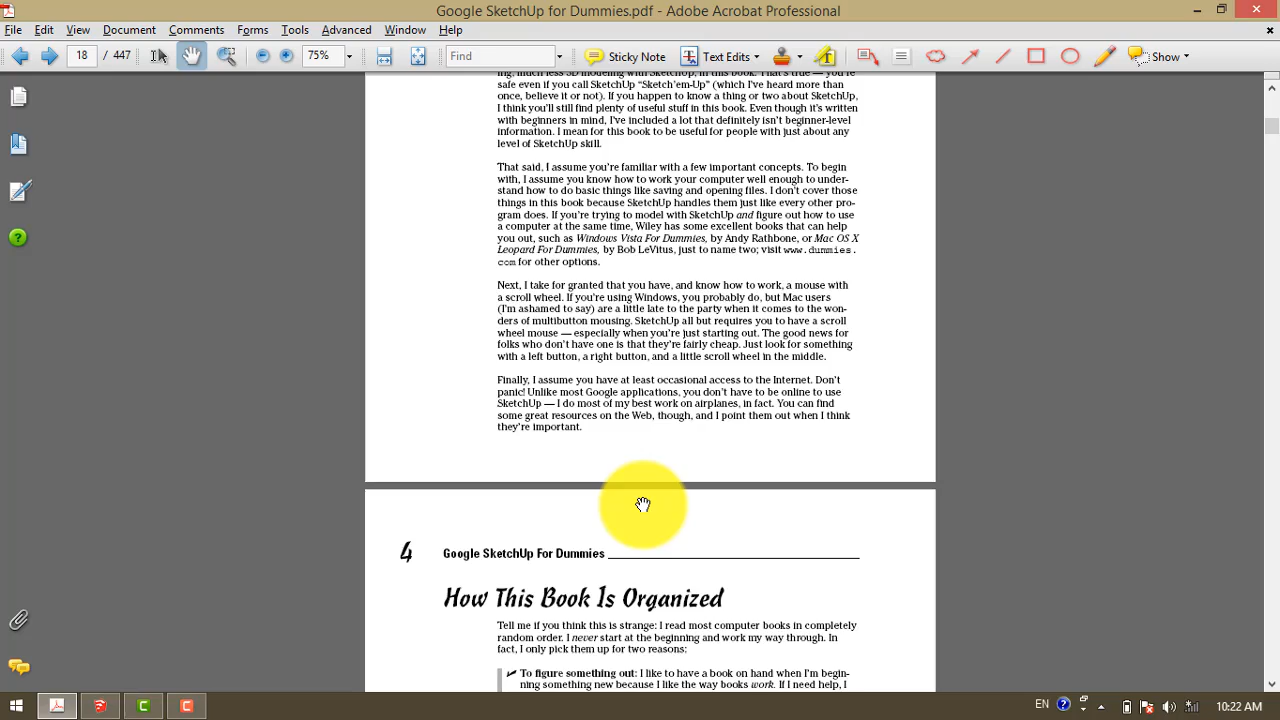 Google SketchUp For Dummies.pdf - Adobe Acrobat Professional
File Edit View Document Comments Forms Tools Advanced Window Help
18 / 447 75% Find Sticky Note Text Edits Show
ing, much less 3D modeling with SketchUp, in this book. That's true — you're
safe even if you call SketchUp “Sketch'em-Up” (which I've heard more than
once, believe it or not). If you happen to know a thing or two about SketchUp,
I think you'll still find plenty of useful stuff in this book. Even though it's written
with beginners in mind, I've included a lot that definitely isn't beginner-level
information. I mean for this book to be useful for people with just about any
level of SketchUp skill.
That said, I assume you're familiar with a few important concepts. To begin
with, I assume you know how to work your computer well enough to under-
stand how to do basic things like saving and opening files. I don't cover those
things in this book because SketchUp handles them just like every other pro-
gram does. If you're trying to model with SketchUp and figure out how to use
a computer at the same time, Wiley has some excellent books that can help
you out, such as Windows Vista For Dummies, by Andy Rathbone, or Mac OS X
Leopard For Dummies, by Bob LeVitus, just to name two; visit www.dummies.
com for other options.
Next, I take for granted that you have, and know how to work, a mouse with
a scroll wheel. If you're using Windows, you probably do, but Mac users
(I'm ashamed to say) are a little late to the party when it comes to the won-
ders of multibutton mousing. SketchUp all but requires you to have a scroll
wheel mouse — especially when you're just starting out. The good news for
folks who don't have one is that they're fairly cheap. Just look for something
with a left button, a right button, and a little scroll wheel in the middle.
Finally, I assume you have at least occasional access to the Internet. Don't
panic! Unlike most Google applications, you don't have to be online to use
SketchUp — I do most of my best work on airplanes, in fact. You can find
some great resources on the Web, though, and I point them out when I think
they're important.
4 Google SketchUp For Dummies
How This Book Is Organized
Tell me if you think this is strange: I read most computer books in completely
random order. I never start at the beginning and work my way through. In
fact, I only pick them up for two reasons:
To figure something out: I like to have a book on hand when I'm begin-
ning something new because I like the way books work. If I need help, I
EN 10:22 AM